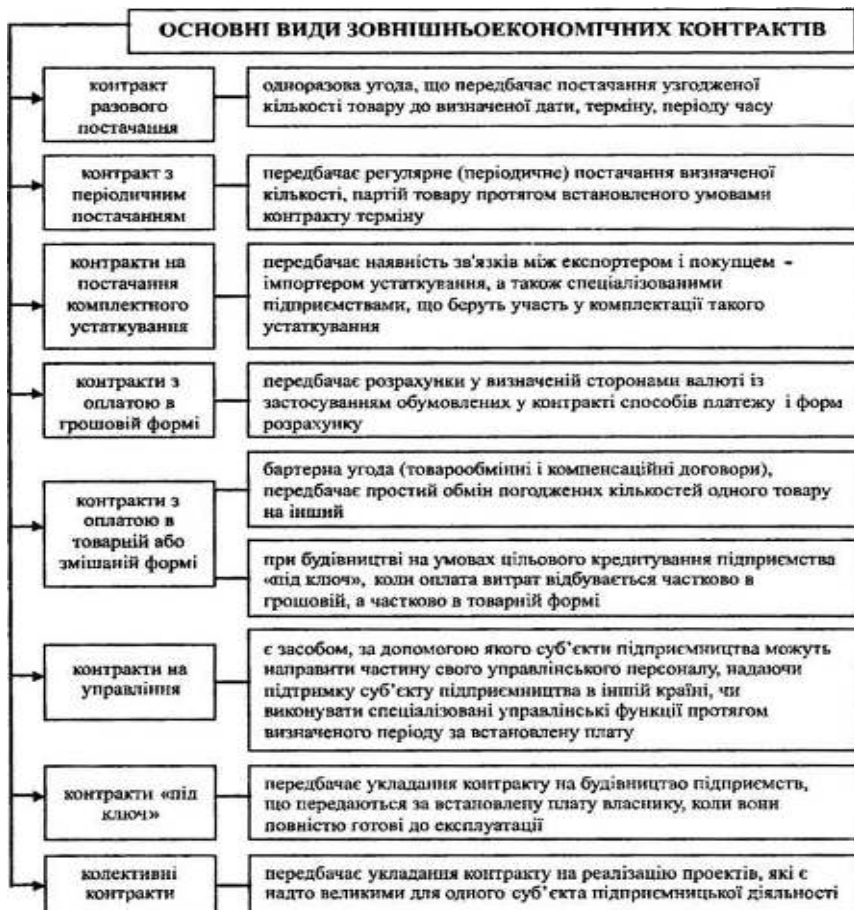 ОСНОВНІ ВИДИ ЗОВНІШНЬОЕКОНОМІЧНИХ КОНТРАКТІВ
контракт
разового
постачання
одноразова угода, що передбачає постачання узгодженої
кількості товару до визначеної дати, терміну, періоду часу
контракт з
періодичним
постачанням
передбачає регулярне (періодичне) постачання визначеної
кількості, партій товару протягом встановленого умовами
контракту терміну
контракти на
постачання
комплектного
устаткування
передбачає наявність зв'язків між експортером і покупцем -
імпортером устаткування, а також спеціалізованими
підприємствами, що беруть участь у комплектації такого
устаткування
контракти з
оплатою в
грошовій формі
передбачає розрахунки у визначеній сторонами валюті із
застосуванням обумовлених у контракті способів платежу і форм
розрахунку
контракти з
оплатою в
товарній або
змішаній формі
бартерна угода (товарообмінні і компенсаційні договори),
передбачає простий обмін погоджених кількостей одного товару
на інший
при будівництві на умовах цільового кредитування підприємства
«під ключ», коли оплата витрат відбувається частково в
грошовій, а частково в товарній формі
контракти на
управління
є засобом, за допомогою якого суб’єкти підприємництва можуть
направити частину свого управлінського персоналу, надаючи
підтримку суб’єкту підприємництва в іншій країні, чи
виконувати спеціалізовані управлінські функції протягом
визначеного періоду за встановлену плату
контракти «під
ключ»
передбачає укладання контракту на будівництво підприємств,
що передаються за встановлену плату власнику, коли вони
повністю готові до експлуатації
колективні
контракти
передбачає укладання контракту на реалізацію проектів, які є
надто великими для одного суб’єкта підприємницької діяльності